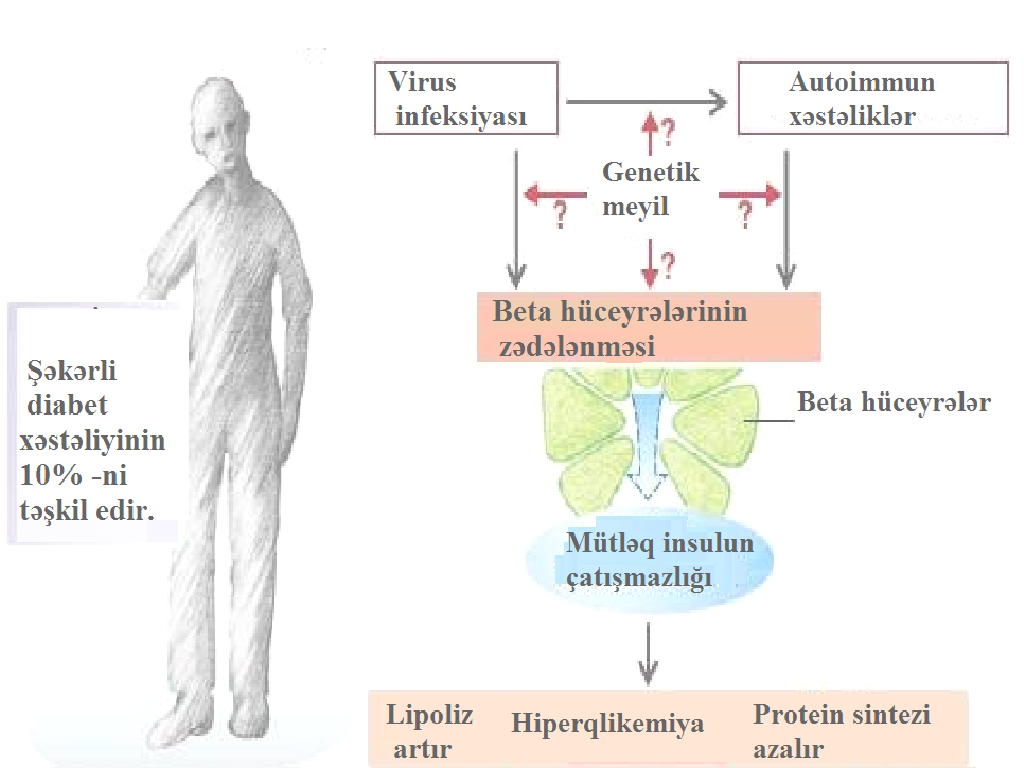 Virus
infeksiyası
Autoimmun
xəstəliklər
?
Genetik
meyil
?
?
?
Beta hüceyrələrinin
zədələnməsi
Beta hüceyrələr
Şəkərli
diabet
xəstəliyinin
10% -ni
təşkil edir.
Mütləq insulun
çatışmazlığı
Lipoliz
artır
Hiperqlikemiya
Protein sintezi
azalır